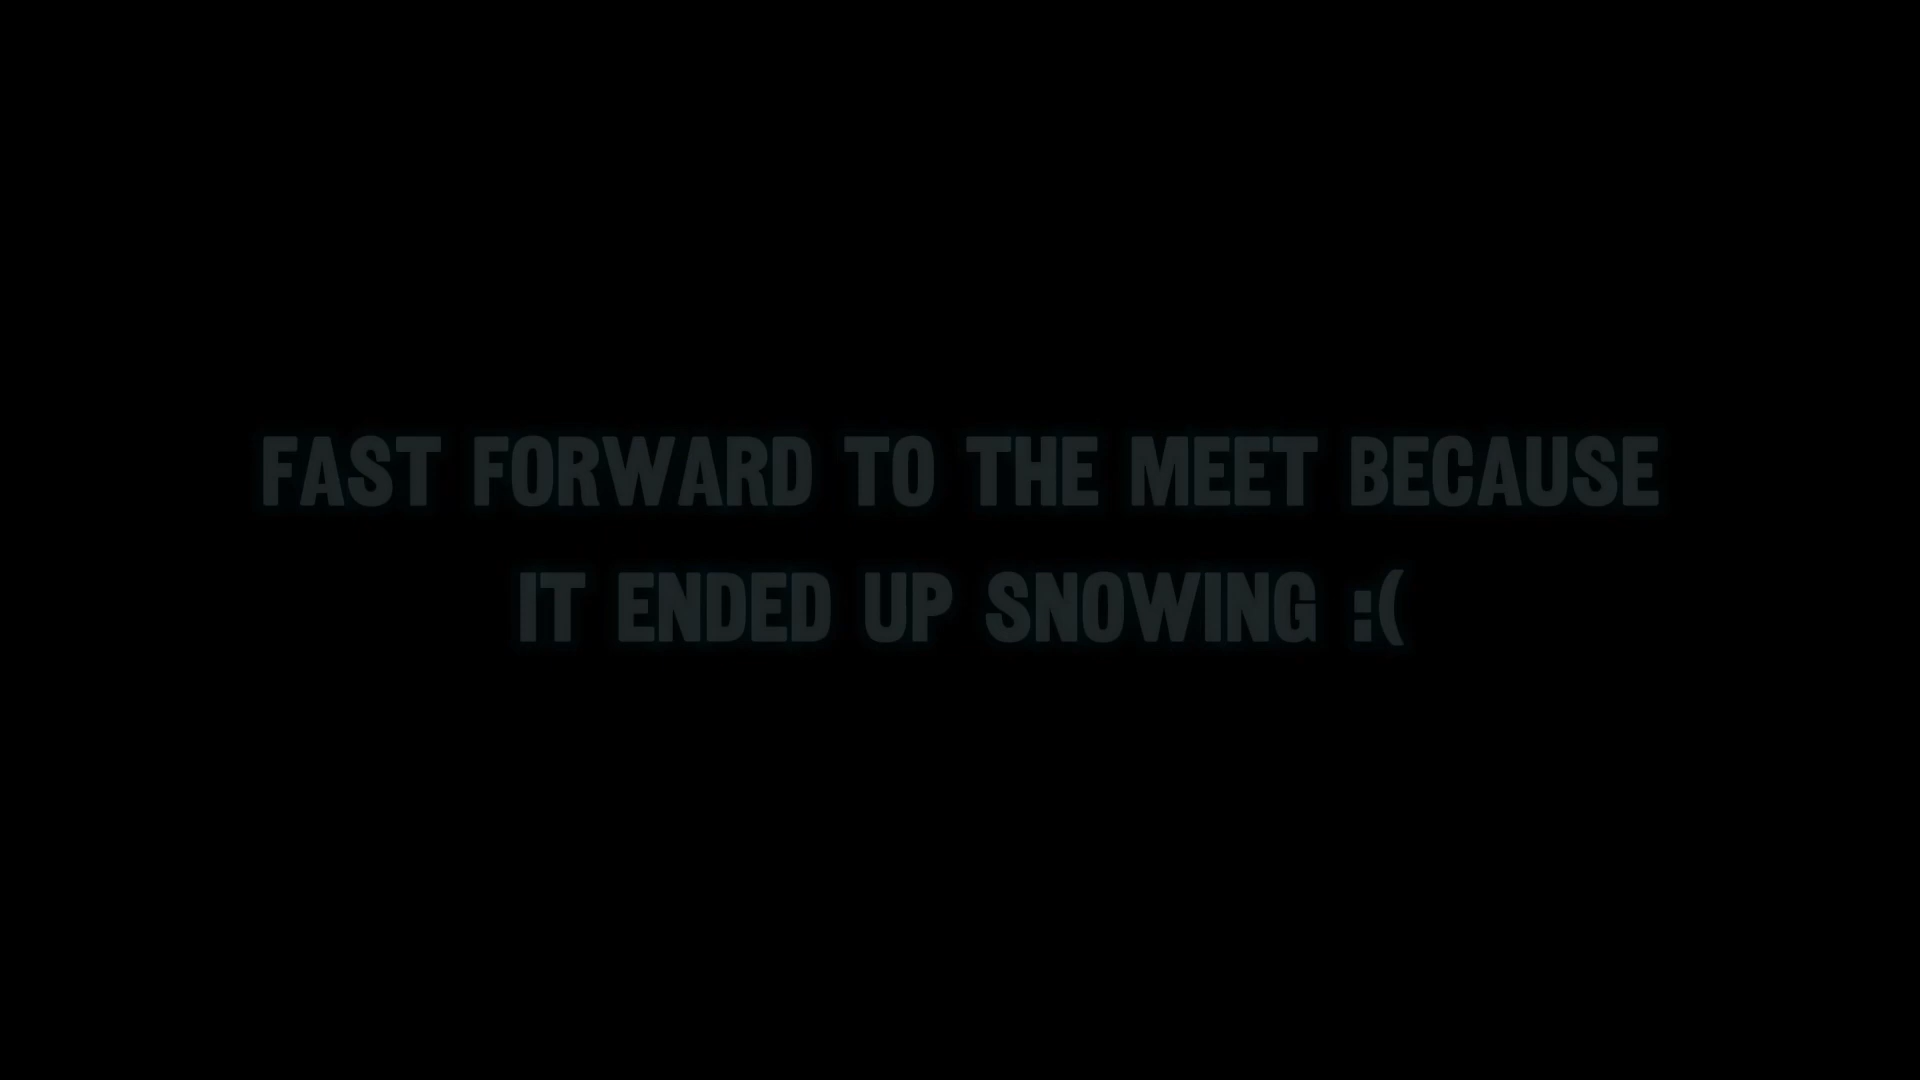 FAST FORWARD TO THE MEET BECAUSE
IT ENDED UP SNOWING :(